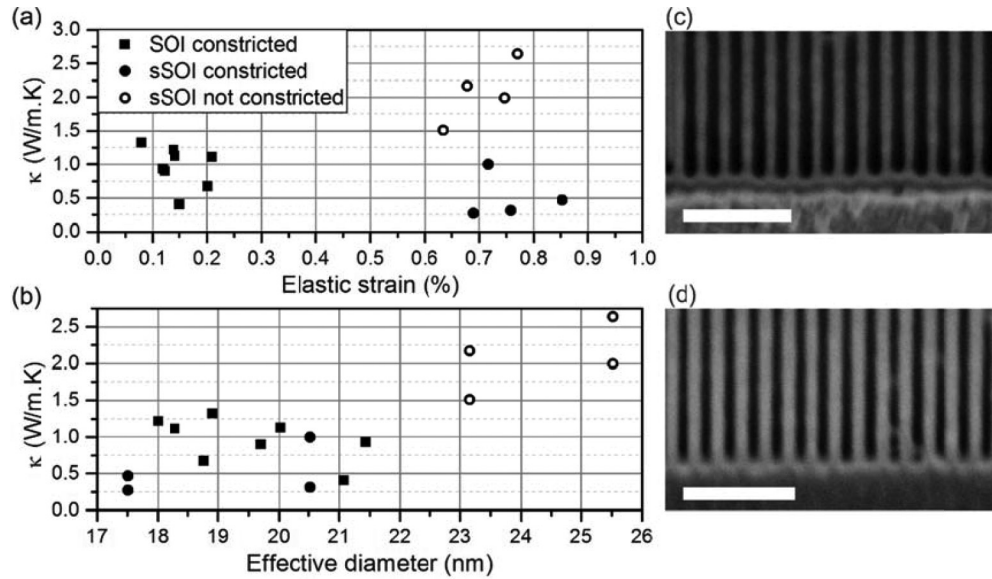 (a)
3.0
2.5
2.0
1.5
1.0
0.5
0.0
κ (W/m.K)
SOI constricted
sSOI constricted
sSOI not constricted
0.0 0.1 0.2 0.3 0.4 0.5 0.6 0.7 0.8 0.9 1.0
Elastic strain (%)
(b)
2.5
2.0
1.5
1.0
0.5
0.0
κ (W/m.K)
17 18 19 20 21 22 23 24 25 26
Effective diameter (nm)
(c)
(d)